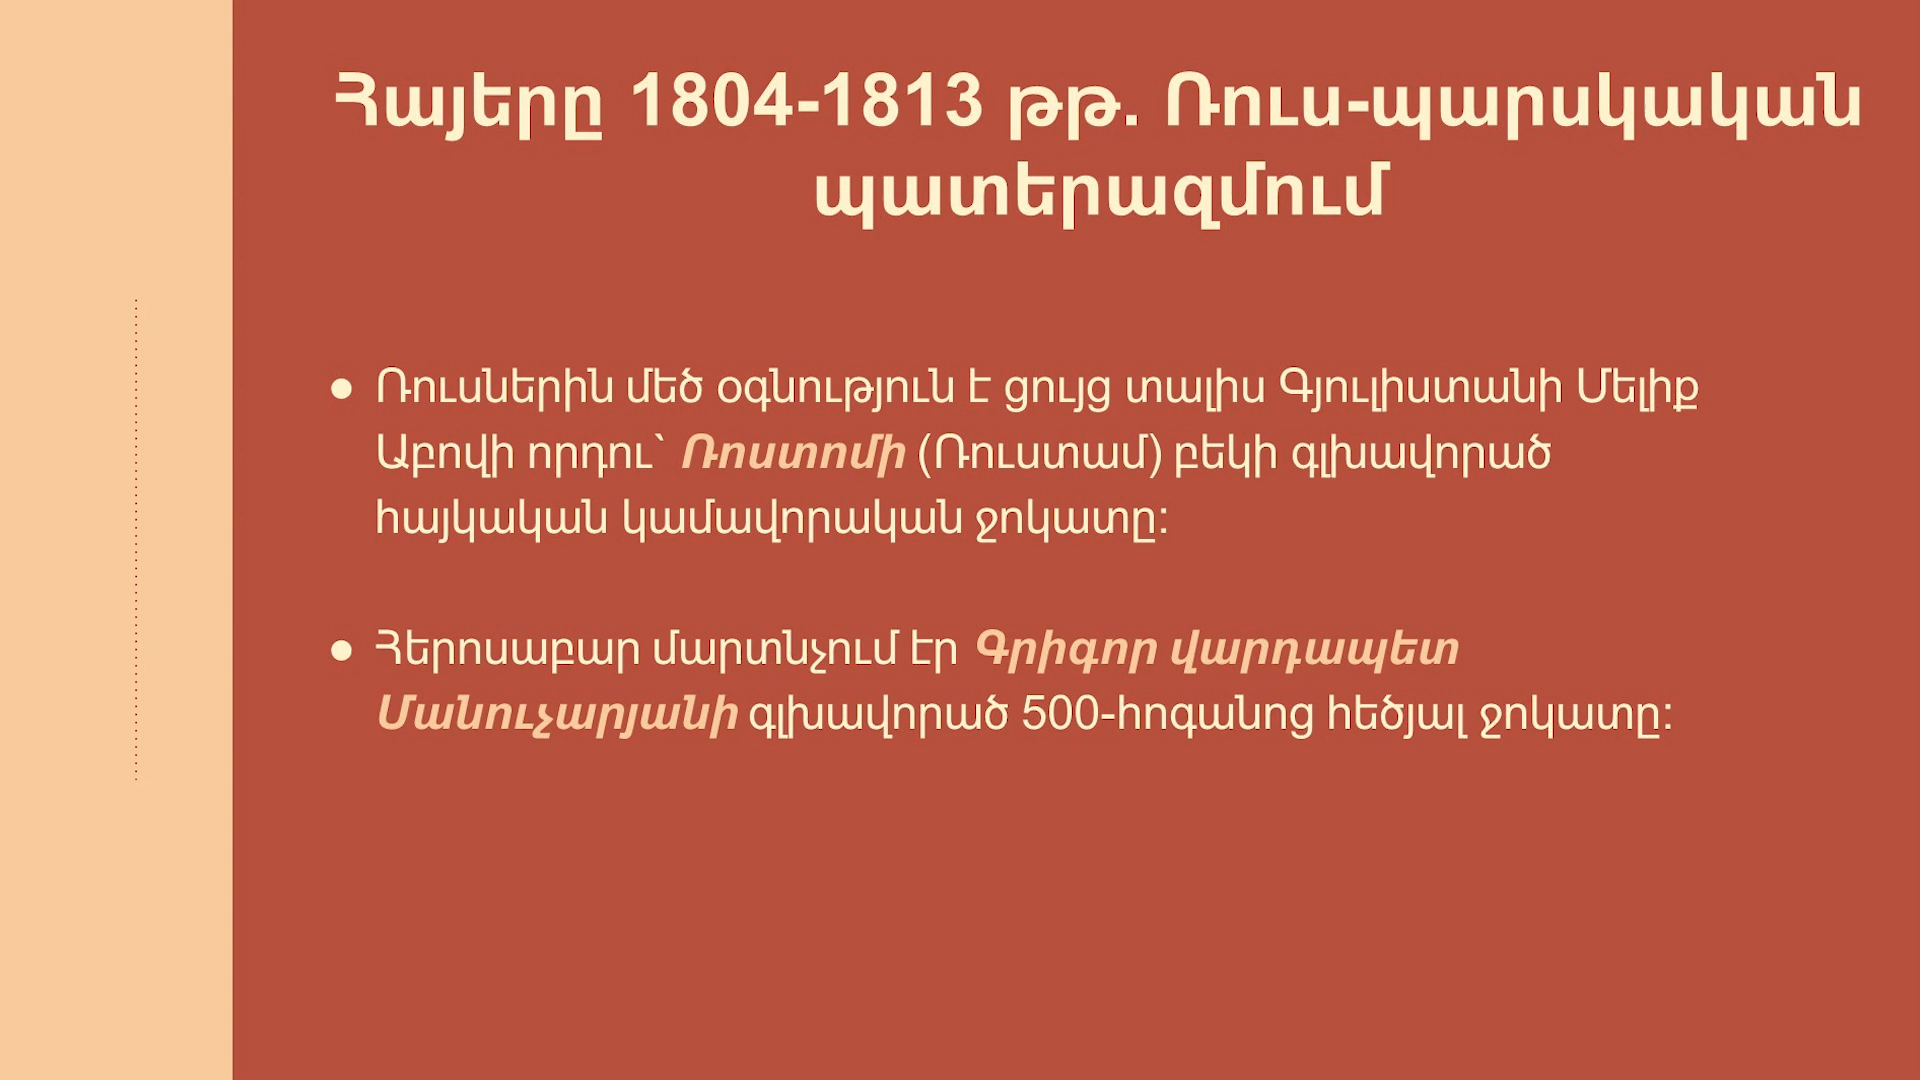 Հայերը 1804-1813 թթ. Ռուս-պարսկական
պատերազմում
● Ռուսներին մեծ օգնություն է ցույց տալիս Գյուլիստանի Մելիք
Աբովի որդու` Ռոստոմի (Ռուստամ) բեկի գլխավորած
հայկական կամավորական ջոկատը:
● Հերոսաբար մարտնչում էր Գրիգոր վարդապետ
Մանուչարյանի գլխավորած 500-հոգանոց հեծյալ ջոկատը: